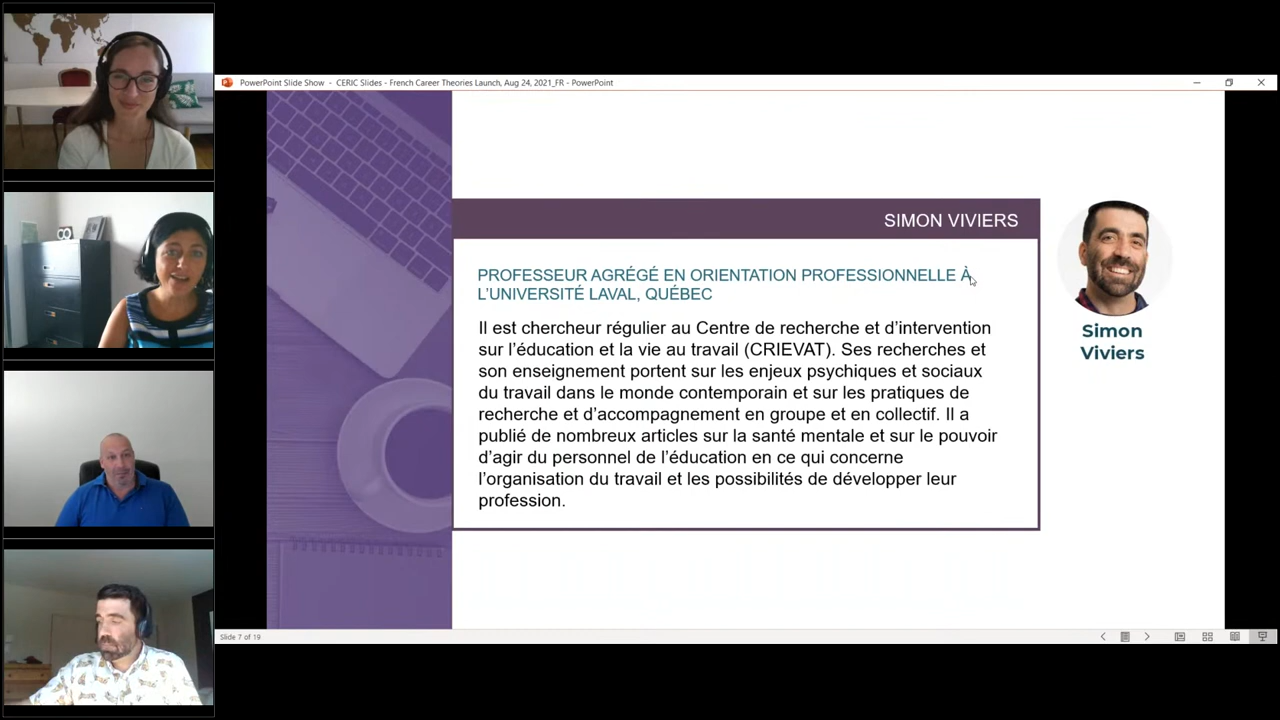 PowerPoint Slide Show - CERIC Slides - French Career Theories Launch, Aug 24, 2021_FR - PowerPoint
SIMON VIVIERS
PROFESSEUR AGRÉGÉ EN ORIENTATION PROFESSIONNELLE À
L’UNIVERSITÉ LAVAL, QUÉBEC
Il est chercheur régulier au Centre de recherche et d’intervention
sur l’éducation et la vie au travail (CRIEVAT). Ses recherches et
son enseignement portent sur les enjeux psychiques et sociaux
du travail dans le monde contemporain et sur les pratiques de
recherche et d’accompagnement en groupe et en collectif. Il a
publié de nombreux articles sur la santé mentale et sur le pouvoir
d’agir du personnel de l’éducation en ce qui concerne
l’organisation du travail et les possibilités de développer leur
profession.
Simon
Viviers
Slide 7 of 19